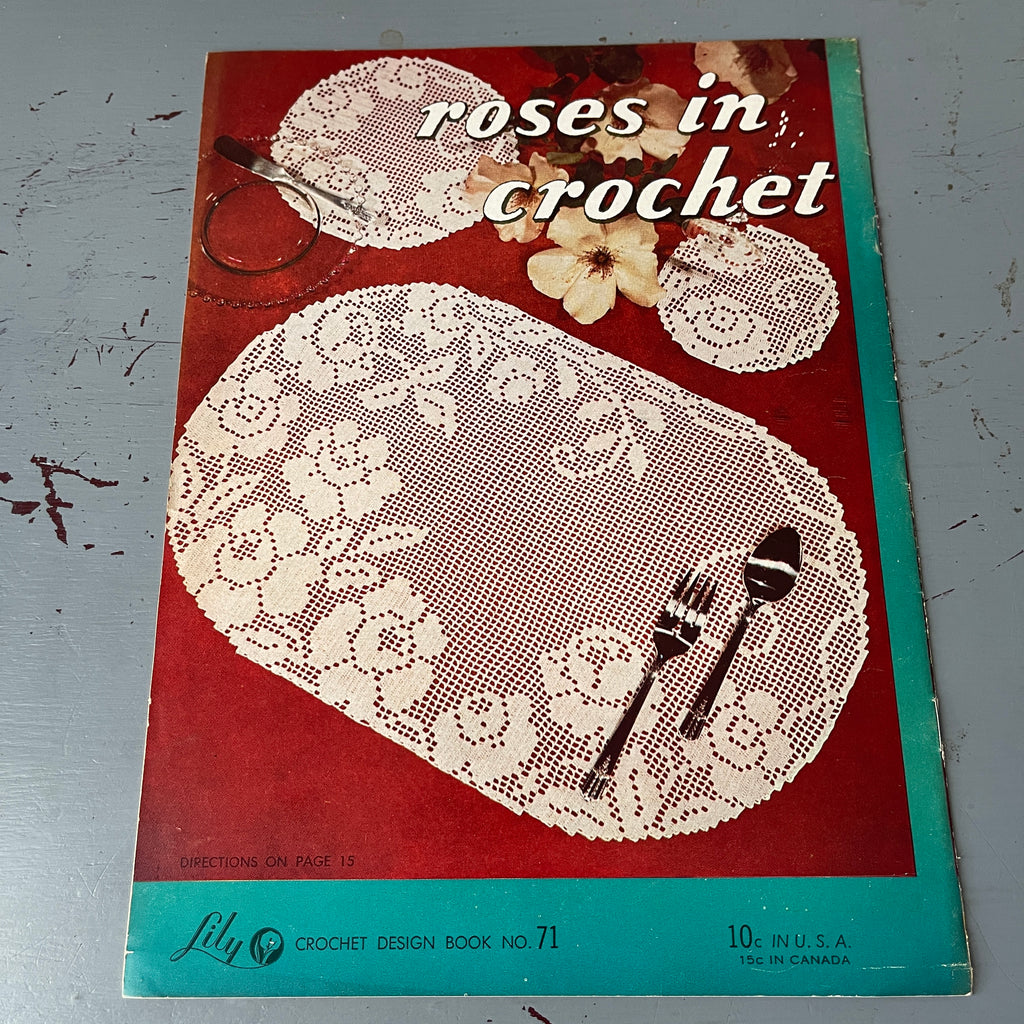 roses in
crochet
DIRECTIONS ON PAGE 15
Lily CROCHET DESIGN BOOK NO. 71
10c IN U.S.A.
15c IN CANADA